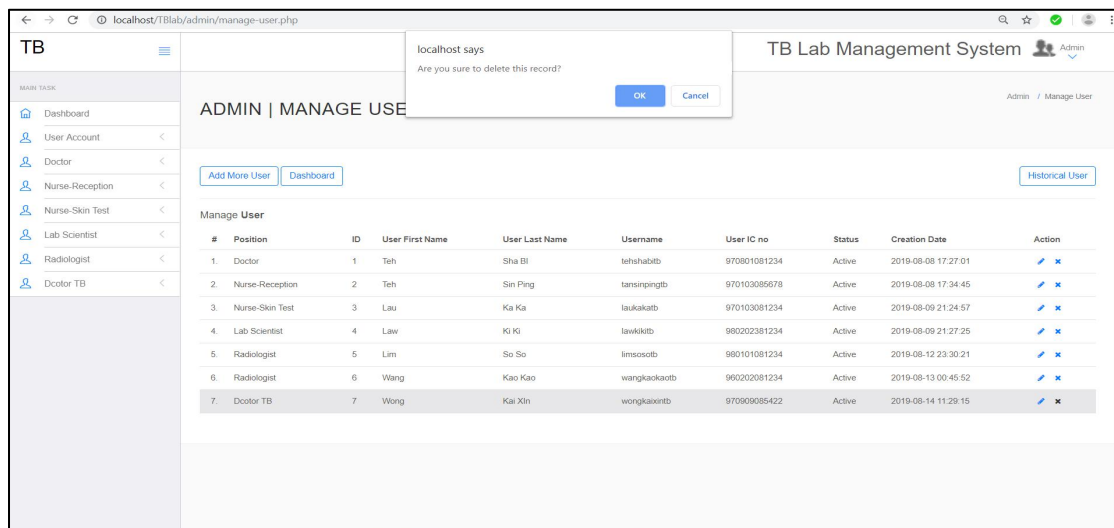 localhost/TBlab/admin/manage-user.php
TB
localhost says
Are you sure to delete this record?
OK Cancel
TB Lab Management System Admin
MAIN TASK
Dashboard
User Account
Doctor
Nurse-Reception
Nurse-Skin Test
Lab Scientist
Radiologist
Dcotor TB
ADMIN | MANAGE USE
Admin / Manage User
Add More User Dashboard Historical User
Manage User
# Position ID User First Name User Last Name Username User IC no Status Creation Date Action
1. Doctor 1 Teh Sha BI tehshabitb 970801081234 Active 2019-08-08 17:27:01
2. Nurse-Reception 2 Teh Sin Ping tansinpingtb 970103085678 Active 2019-08-08 17:34:45
3. Nurse-Skin Test 3 Lau Ka Ka laukakatb 970103081234 Active 2019-08-09 21:24:57
4. Lab Scientist 4 Law Ki Ki lawkikitb 980202381234 Active 2019-08-09 21:27:25
5. Radiologist 5 Lim So So limsosotb 980101081234 Active 2019-08-12 23:30:21
6. Radiologist 6 Wang Kao Kao wangkaokaotb 960202081234 Active 2019-08-13 00:45:52
7. Dcotor TB 7 Wong Kai XIn wongkaixintb 970909085422 Active 2019-08-14 11:29:15